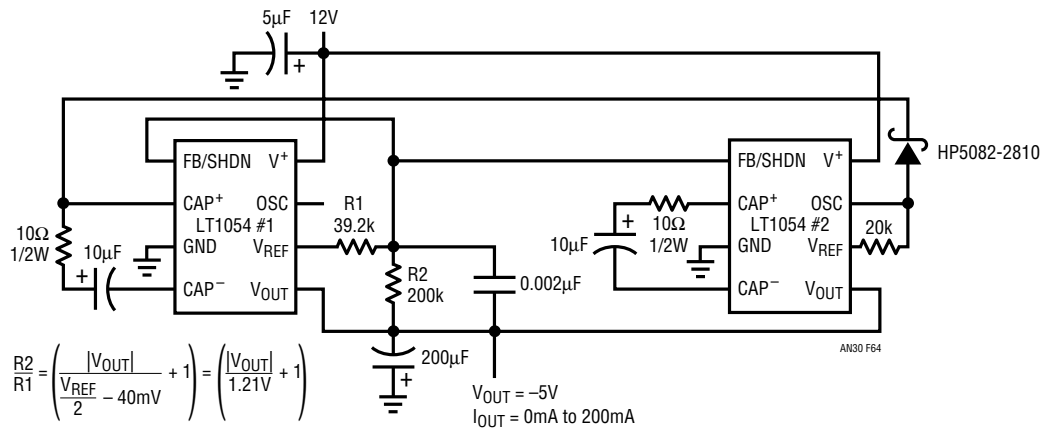 5µF 12V
+
FB/SHDN V+
CAP+ OSC
LT1054 #1
GND VREF
CAP– VOUT
10Ω
1/2W
10µF
+
R1
39.2k
R2
200k
0.002µF
200µF
+
VOUT = –5V
IOUT = 0mA to 200mA
FB/SHDN V+
CAP+ OSC
LT1054 #2
GND VREF
CAP– VOUT
10Ω
1/2W
10µF
+
20k
HP5082-2810
AN30 F64
R2/R1 = (|VOUT| / (VREF/2 – 40mV) + 1) = (|VOUT|/1.21V + 1)